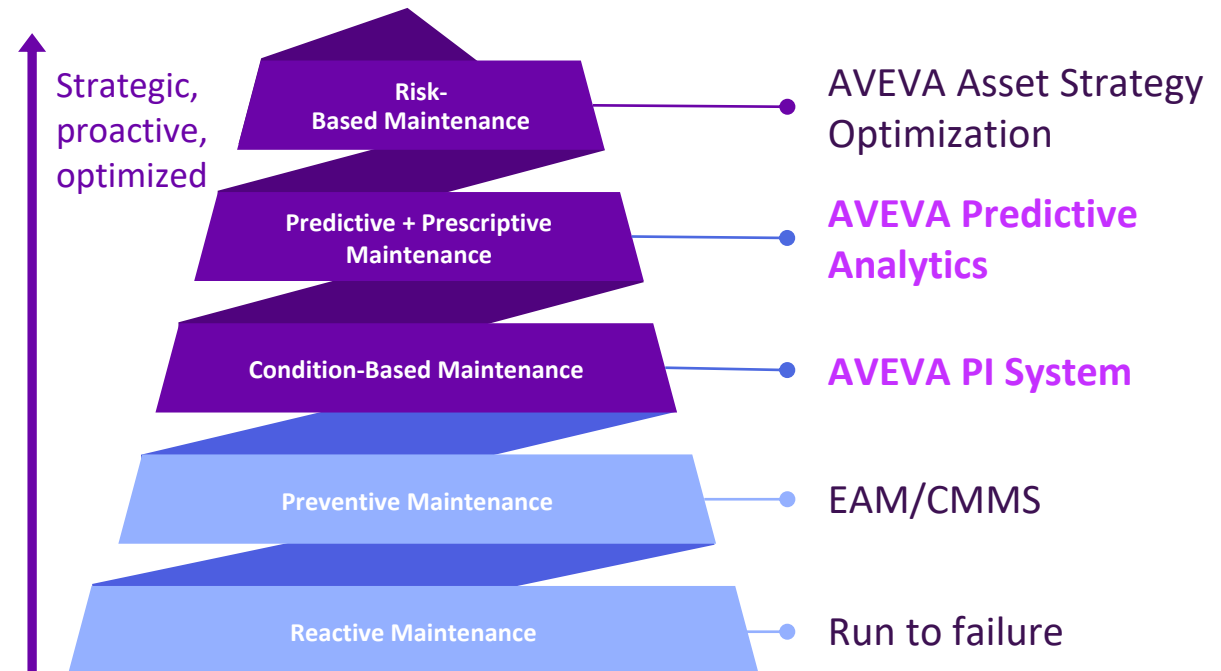 Strategic,
proactive,
optimized
Risk-
Based Maintenance
AVEVA Asset Strategy
Optimization
Predictive + Prescriptive
Maintenance
AVEVA Predictive
Analytics
Condition-Based Maintenance
AVEVA PI System
Preventive Maintenance
EAM/CMMS
Reactive Maintenance
Run to failure